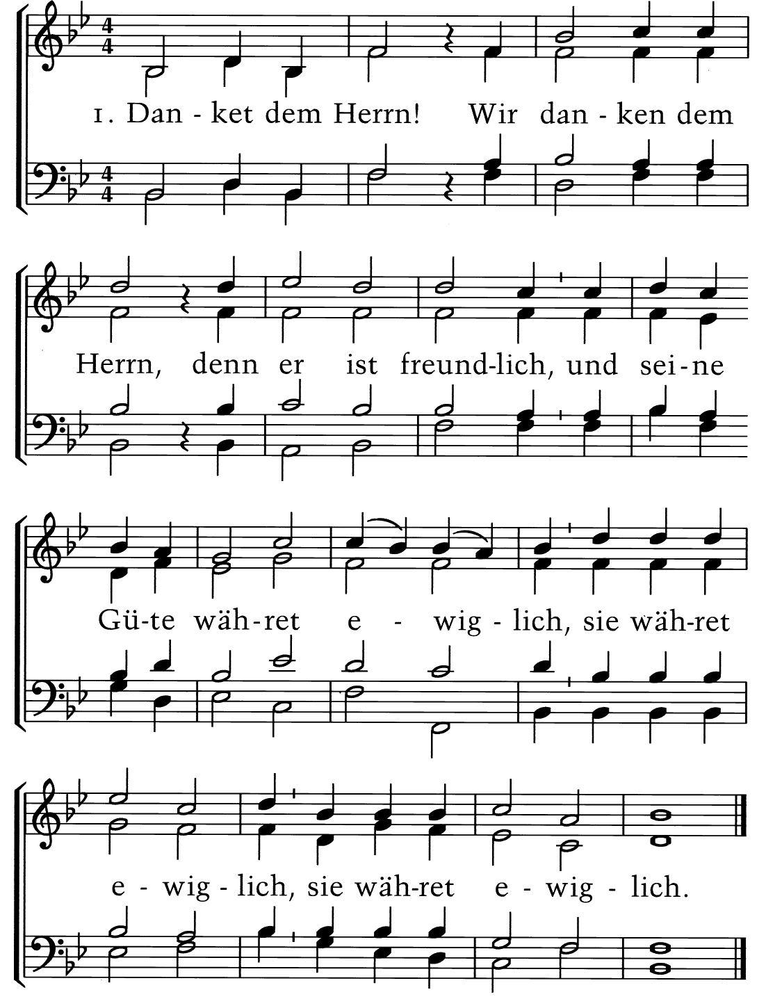 1. Dan - ket dem Herrn! Wir dan - ken dem
Herrn, denn er ist freund-lich, und sei-ne
Gü-te wäh-ret e - wig - lich, sie wäh-ret
e - wig - lich, sie wäh-ret e - wig - lich.